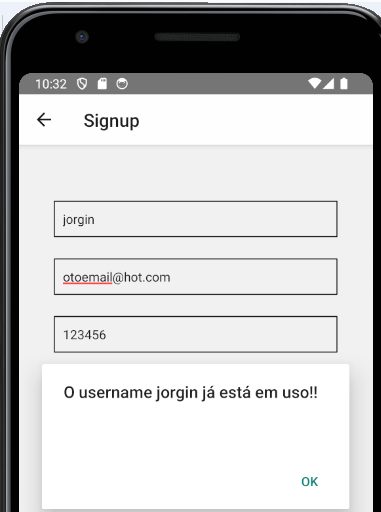 10:32
Signup
jorgin
otoemail@hot.com
123456
O username jorgin já está em uso!!
OK